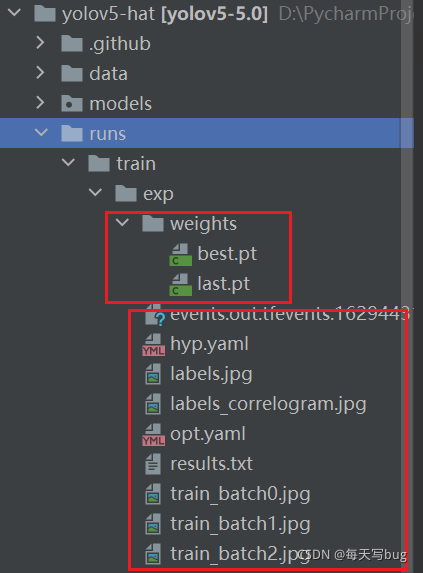 yolov5-hat [yolov5-5.0] D:\PycharmProj
.github
data
models
runs
train
exp
weights
best.pt
last.pt
events.out.tfevents.1629443
hyp.yaml
labels.jpg
labels_correlogram.jpg
opt.yaml
results.txt
train_batch0.jpg
train_batch1.jpg
train_batch2.jpg
CSDN @每天写bug